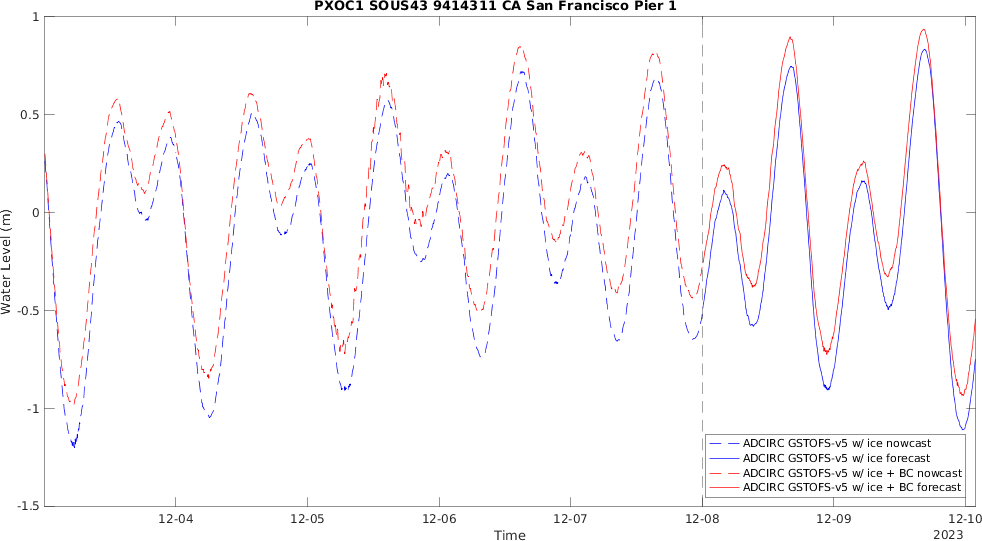 PXOC1 SOUS43 9414311 CA San Francisco Pier 1
1
0.5
0
-0.5
-1
-1.5
Water Level (m)
ADCIRC GSTOFS-v5 w/ ice nowcast
ADCIRC GSTOFS-v5 w/ ice forecast
ADCIRC GSTOFS-v5 w/ ice + BC nowcast
ADCIRC GSTOFS-v5 w/ ice + BC forecast
12-04 12-05 12-06 12-07 12-08 12-09 12-10
Time
2023